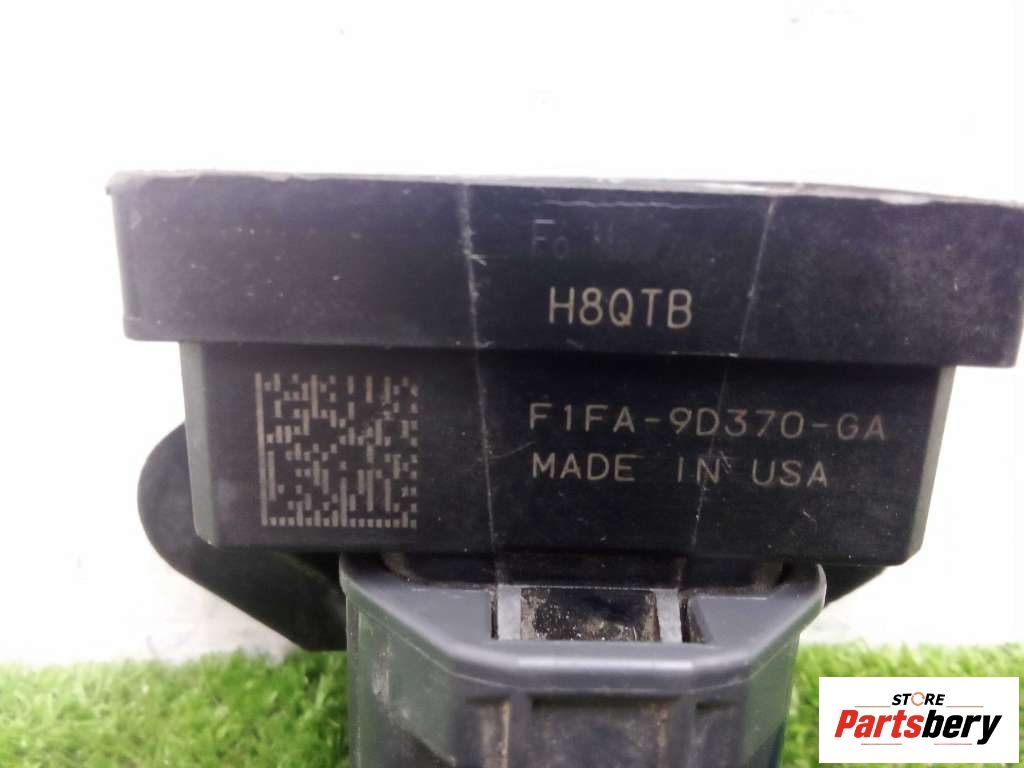 H8QTB
F1FA-9D370-GA
MADE IN USA
STORE
Partsbery